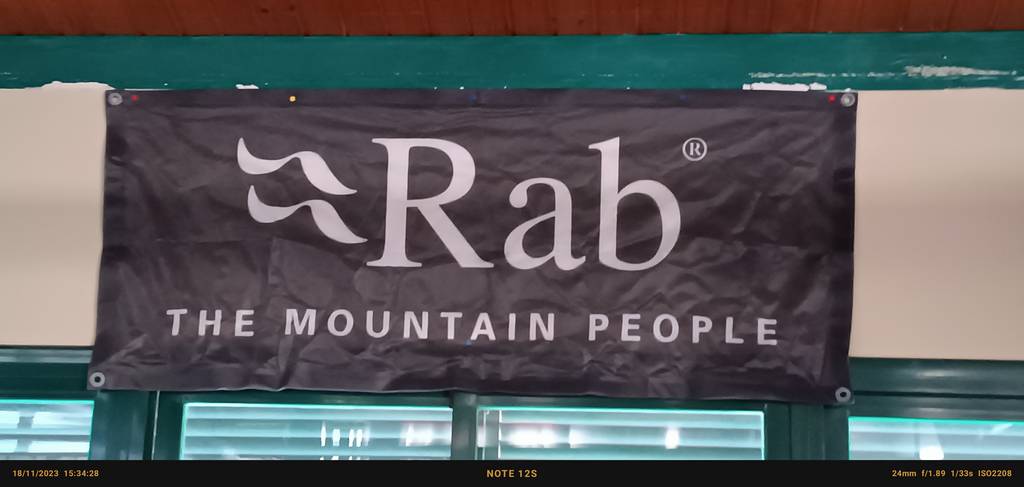 Rab®
THE MOUNTAIN PEOPLE
18/11/2023 15:34:28
NOTE 12S
24mm f/1.89 1/33s ISO2208